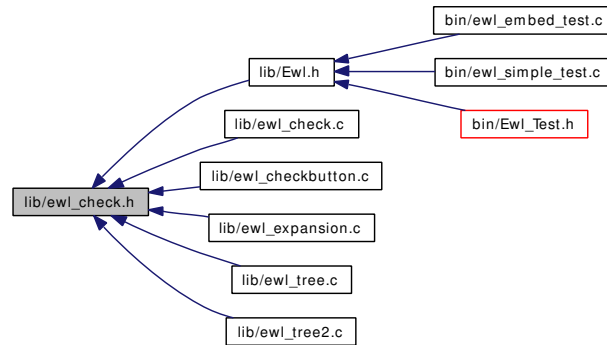 bin/ewl_embed_test.c
lib/Ewl.h
bin/ewl_simple_test.c
lib/ewl_check.c
bin/Ewl_Test.h
lib/ewl_checkbutton.c
lib/ewl_check.h
lib/ewl_expansion.c
lib/ewl_tree.c
lib/ewl_tree2.c